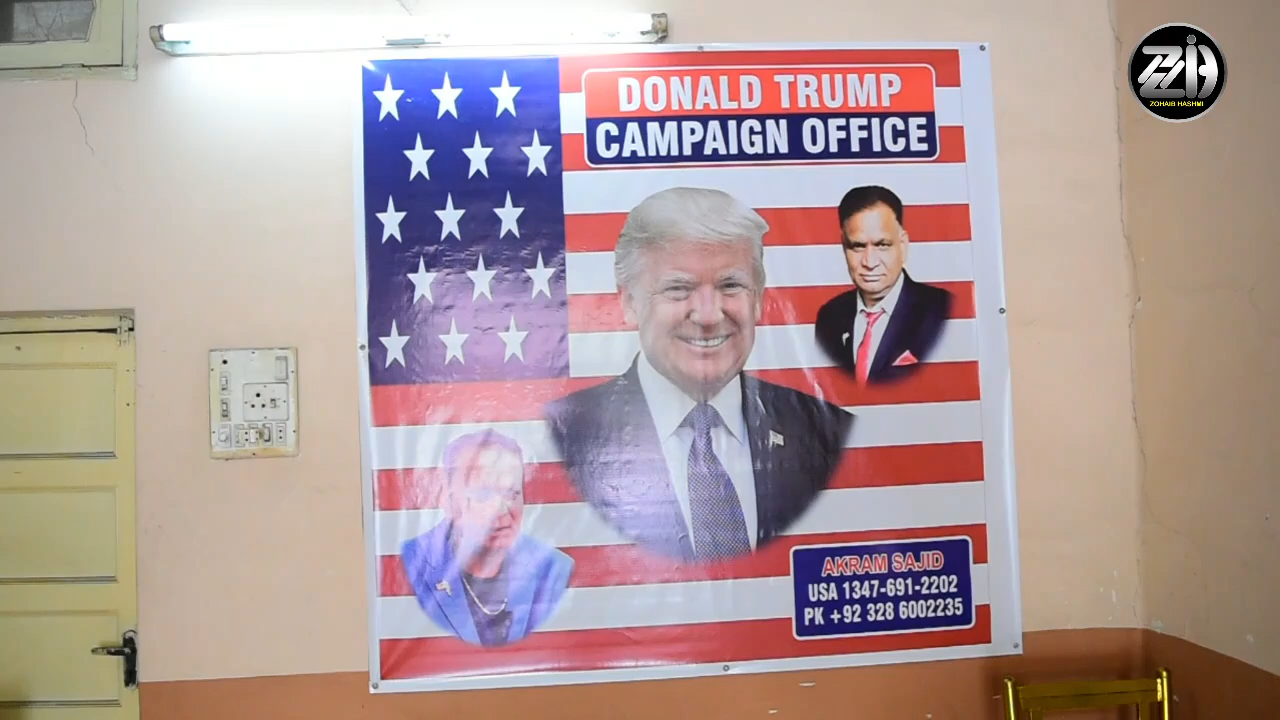 DONALD TRUMP
CAMPAIGN OFFICE
AKRAM SAJID
USA 1347-691-2202
PK +92 328 6002235
ZOHAIB HASHMI